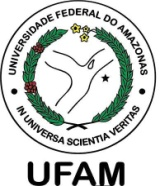 UNIVERSIDADE FEDERAL DO AMAZONAS
IN UNIVERSA SCIENTIA VERITAS
UFAM